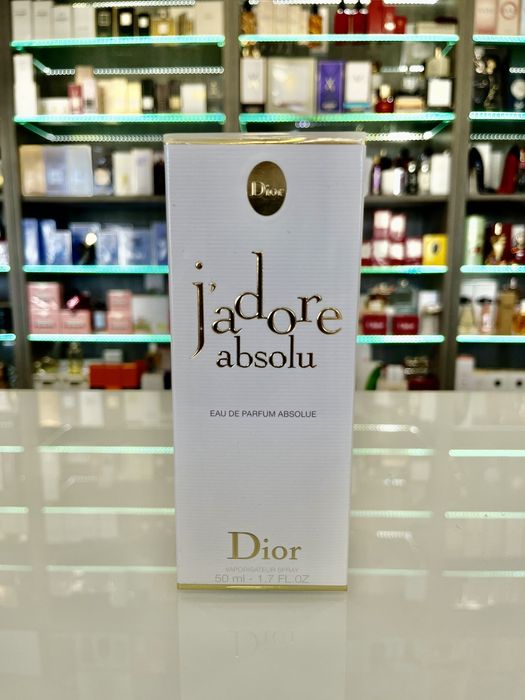 Dior
j'adore
absolu
EAU DE PARFUM ABSOLUE
Dior
VAPORISATEUR SPRAY
50 ml - 1.7 FL.OZ